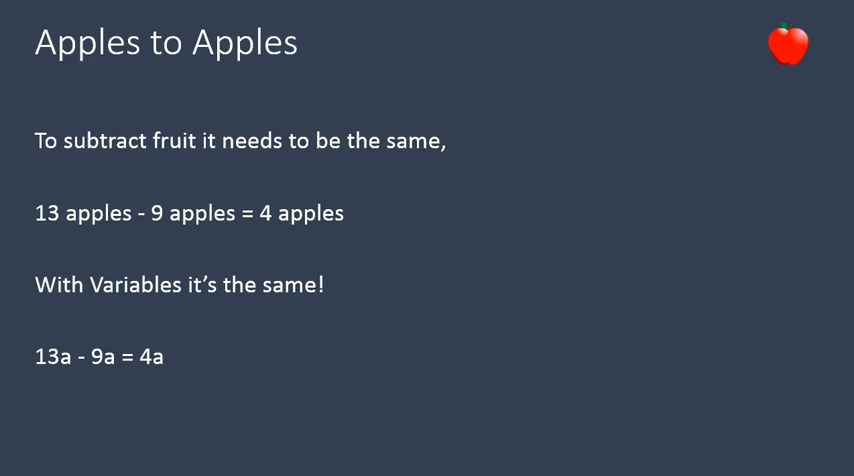 Apples to Apples
To subtract fruit it needs to be the same,
13 apples - 9 apples = 4 apples
With Variables it’s the same!
13a - 9a = 4a